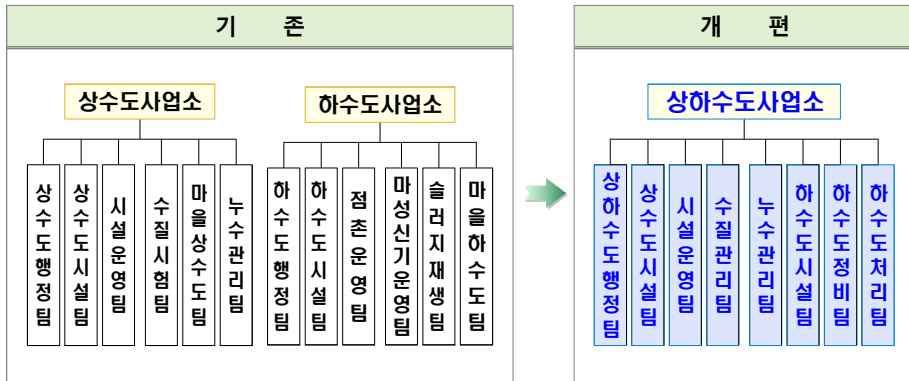 기 존
상수도사업소
상수도행정팀
상수도시설팀
시설운영팀
수질시험팀
마을상수도팀
누수관리팀
하수도사업소
하수도행정팀
하수도시설팀
점촌운영팀
마성신기운영팀
슬러지재생팀
마을하수도팀
개 편
상하수도사업소
상하수도행정팀
상수도시설팀
시설운영팀
수질관리팀
누수관리팀
하수도시설팀
하수도정비팀
하수도처리팀